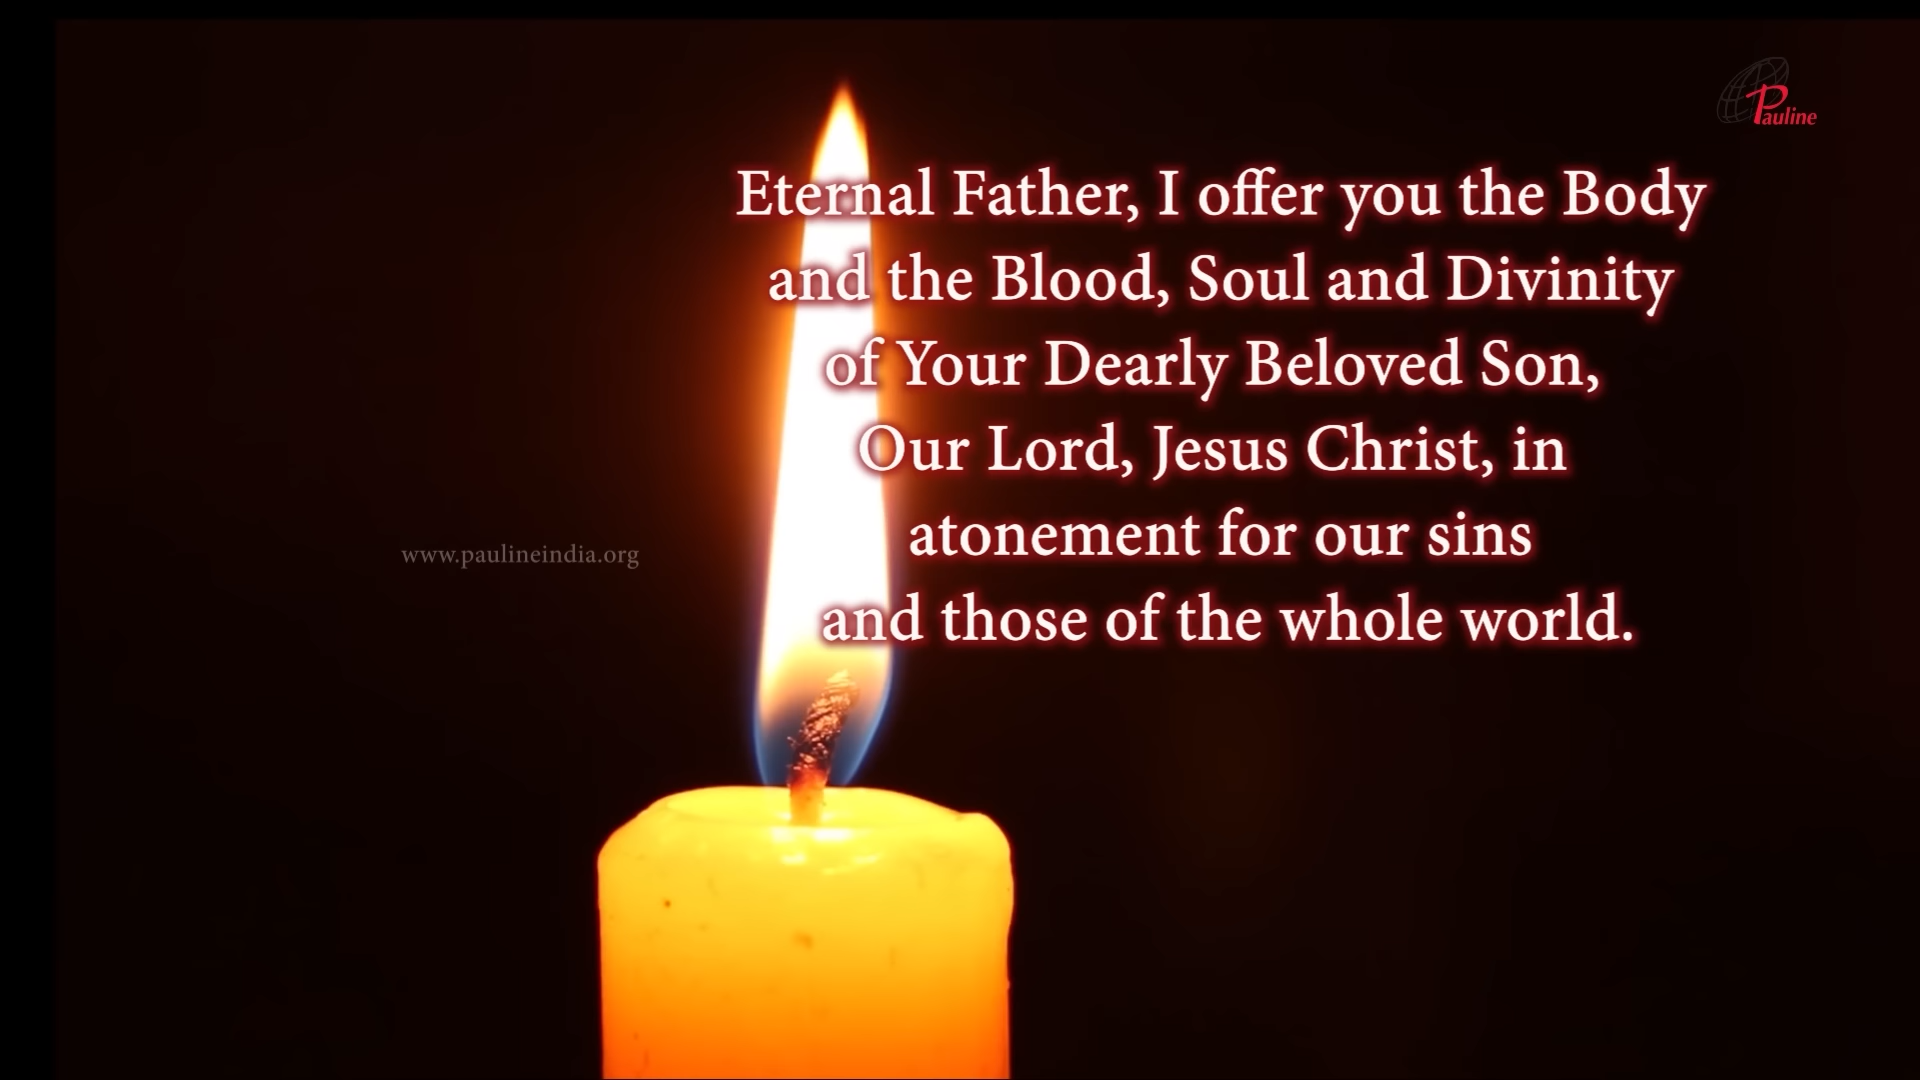 Pauline
Eternal Father, I offer you the Body
and the Blood, Soul and Divinity
of Your Dearly Beloved Son,
Our Lord, Jesus Christ, in
atonement for our sins
and those of the whole world.
www.paulineindia.org